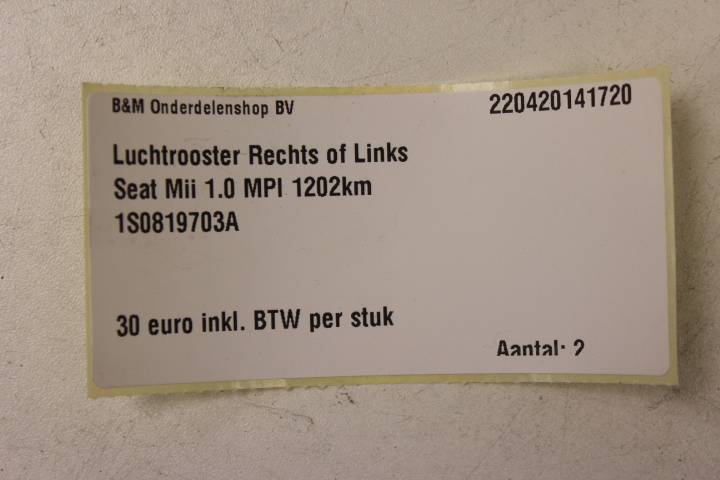 B&M Onderdelenshop BV 220420141720
Luchtrooster Rechts of Links
Seat Mii 1.0 MPI 1202km
1S0819703A
30 euro inkl. BTW per stuk
Aantal: 2